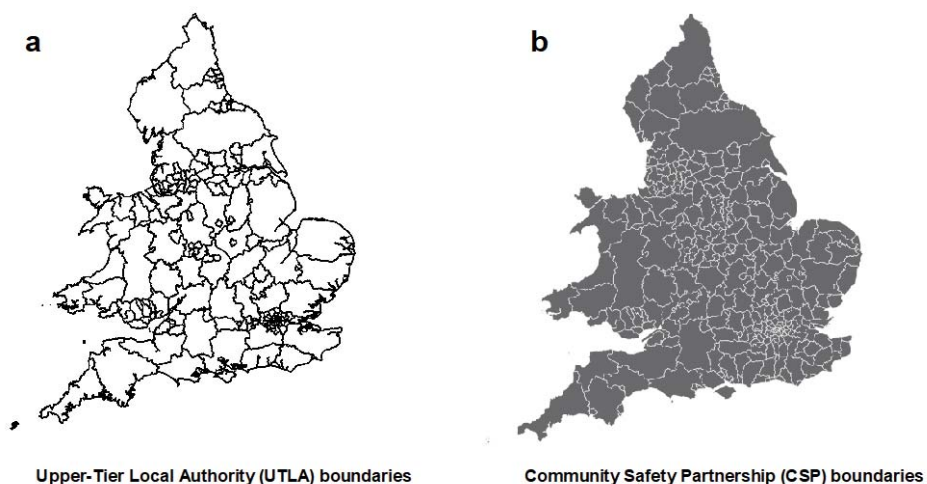 a
b
Upper-Tier Local Authority (UTLA) boundaries
Community Safety Partnership (CSP) boundaries